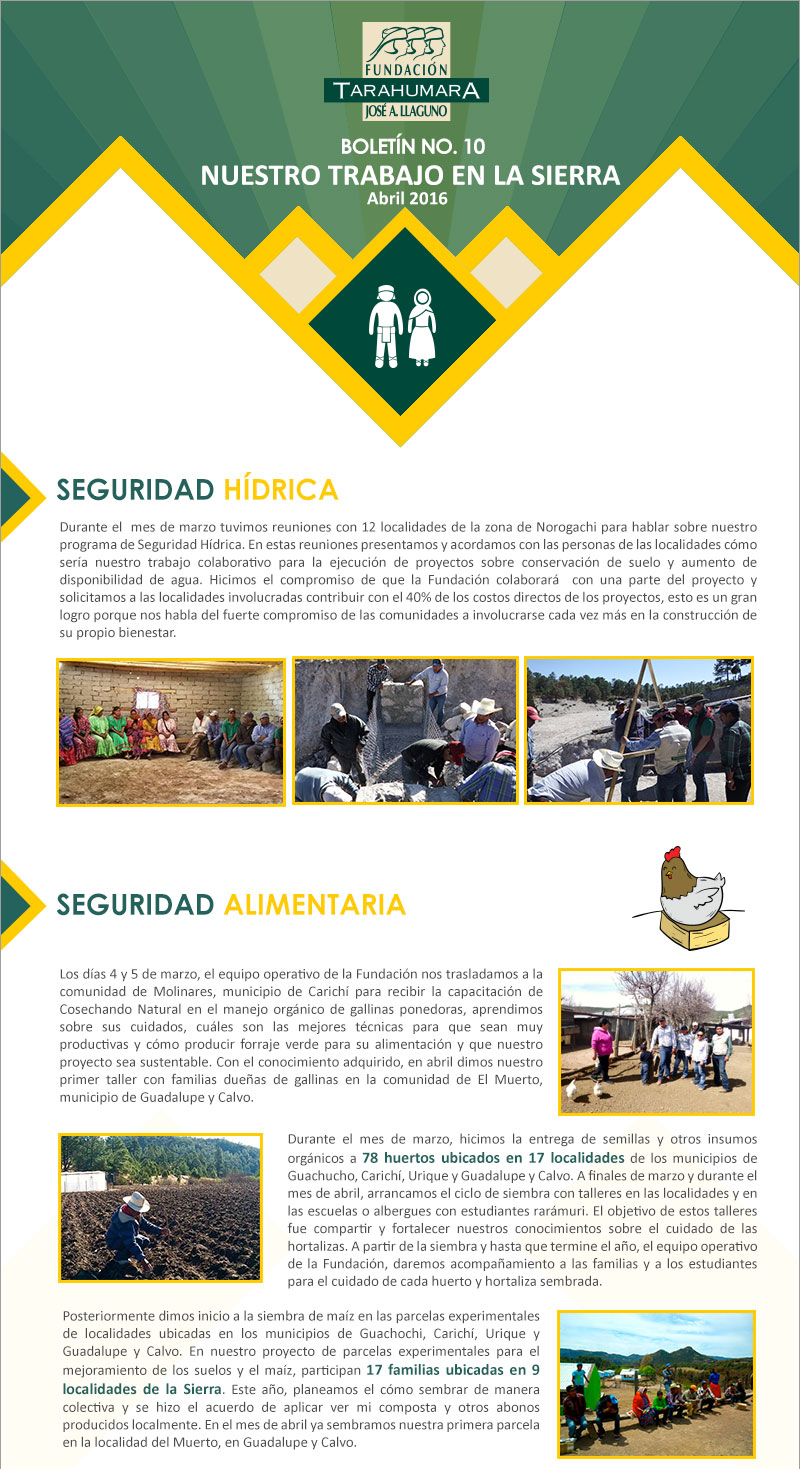 FUNDACIÓN
TARAHUMARA
JOSÉ A. LLAGUNO
BOLETÍN NO. 10
NUESTRO TRABAJO EN LA SIERRA
Abril 2016
SEGURIDAD HÍDRICA
Durante el mes de marzo tuvimos reuniones con 12 localidades de la zona de Norogachi para hablar sobre nuestro
programa de Seguridad Hídrica. En estas reuniones presentamos y acordamos con las personas de las localidades cómo
sería nuestro trabajo colaborativo para la ejecución de proyectos sobre conservación de suelo y aumento de
disponibilidad de agua. Hicimos el compromiso de que la Fundación colaborará con una parte del proyecto y
solicitamos a las localidades involucradas contribuir con el 40% de los costos directos de los proyectos, esto es un gran
logro porque nos habla del fuerte compromiso de las comunidades a involucrarse cada vez más en la construcción de
su propio bienestar.
SEGURIDAD ALIMENTARIA
Los días 4 y 5 de marzo, el equipo operativo de la Fundación nos trasladamos a la
comunidad de Molinares, municipio de Carichí para recibir la capacitación de
Cosechando Natural en el manejo orgánico de gallinas ponedoras, aprendimos
sobre sus cuidados, cuáles son las mejores técnicas para que sean muy
productivas y cómo producir forraje verde para su alimentación y que nuestro
proyecto sea sustentable. Con el conocimiento adquirido, en abril dimos nuestro
primer taller con familias dueñas de gallinas en la comunidad de El Muerto,
municipio de Guadalupe y Calvo.
Durante el mes de marzo, hicimos la entrega de semillas y otros insumos
orgánicos a 78 huertos ubicados en 17 localidades de los municipios de
Guachucho, Carichí, Urique y Guadalupe y Calvo. A finales de marzo y durante el
mes de abril, arrancamos el ciclo de siembra con talleres en las localidades y en
las escuelas o albergues con estudiantes rarámuri. El objetivo de estos talleres
fue compartir y fortalecer nuestros conocimientos sobre el cuidado de las
hortalizas. A partir de la siembra y hasta que termine el año, el equipo operativo
de la Fundación, daremos acompañamiento a las familias y a los estudiantes
para el cuidado de cada huerto y hortaliza sembrada.
Posteriormente dimos inicio a la siembra de maíz en las parcelas experimentales
de localidades ubicadas en los municipios de Guachochi, Carichí, Urique y
Guadalupe y Calvo. En nuestro proyecto de parcelas experimentales para el
mejoramiento de los suelos y el maíz, participan 17 familias ubicadas en 9
localidades de la Sierra. Este año, planeamos el cómo sembrar de manera
colectiva y se hizo el acuerdo de aplicar ver mi composta y otros abonos
producidos localmente. En el mes de abril ya sembramos nuestra primera parcela
en la localidad del Muerto, en Guadalupe y Calvo.